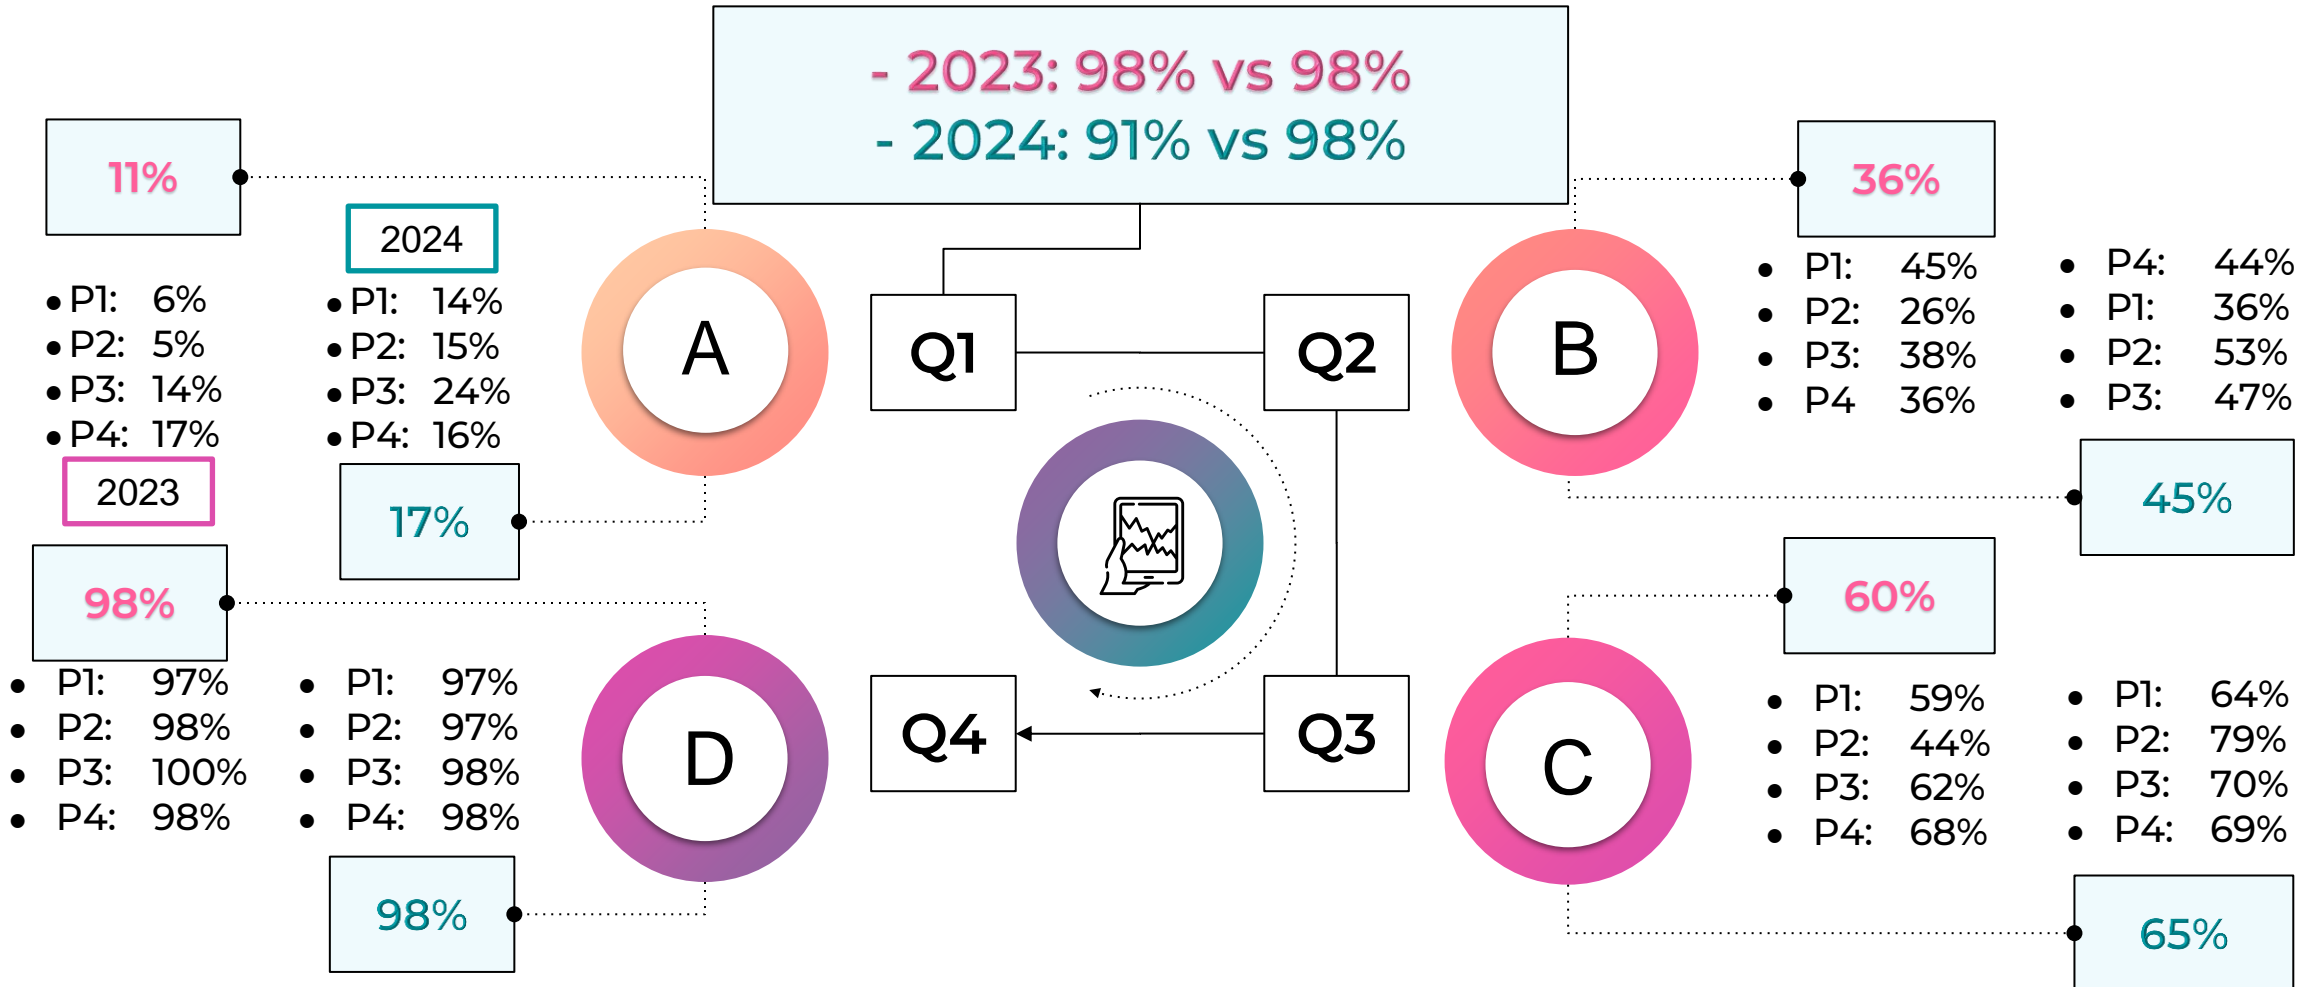 - 2023: 98% vs 98%
- 2024: 91% vs 98%
11%
2024
• P1: 6%
• P2: 5%
• P3: 14%
• P4: 17%
2023
• P1: 14%
• P2: 15%
• P3: 24%
• P4: 16%
17%
A
Q1
Q2
B
36%
• P1: 45%
• P2: 26%
• P3: 38%
• P4 36%
• P4: 44%
• P1: 36%
• P2: 53%
• P3: 47%
45%
98%
• P1: 97%
• P2: 98%
• P3: 100%
• P4: 98%
• P1: 97%
• P2: 97%
• P3: 98%
• P4: 98%
98%
D
Q4
Q3
C
60%
• P1: 59%
• P2: 44%
• P3: 62%
• P4: 68%
• P1: 64%
• P2: 79%
• P3: 70%
• P4: 69%
65%